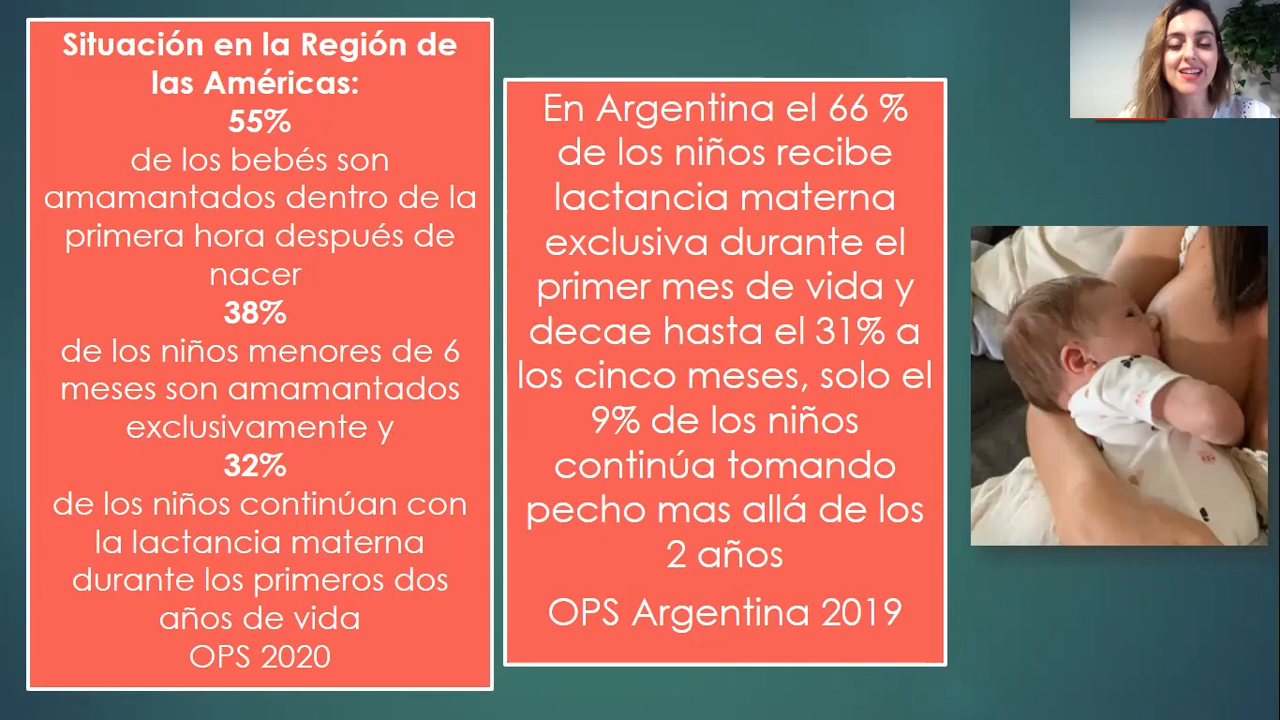 Situación en la Región de
las Américas:
55%
de los bebés son
amamantados dentro de la
primera hora después de
nacer
38%
de los niños menores de 6
meses son amamantados
exclusivamente y
32%
de los niños continúan con
la lactancia materna
durante los primeros dos
años de vida
OPS 2020
En Argentina el 66 %
de los niños recibe
lactancia materna
exclusiva durante el
primer mes de vida y
decae hasta el 31% a
los cinco meses, solo el
9% de los niños
continúa tomando
pecho mas allá de los
2 años
OPS Argentina 2019